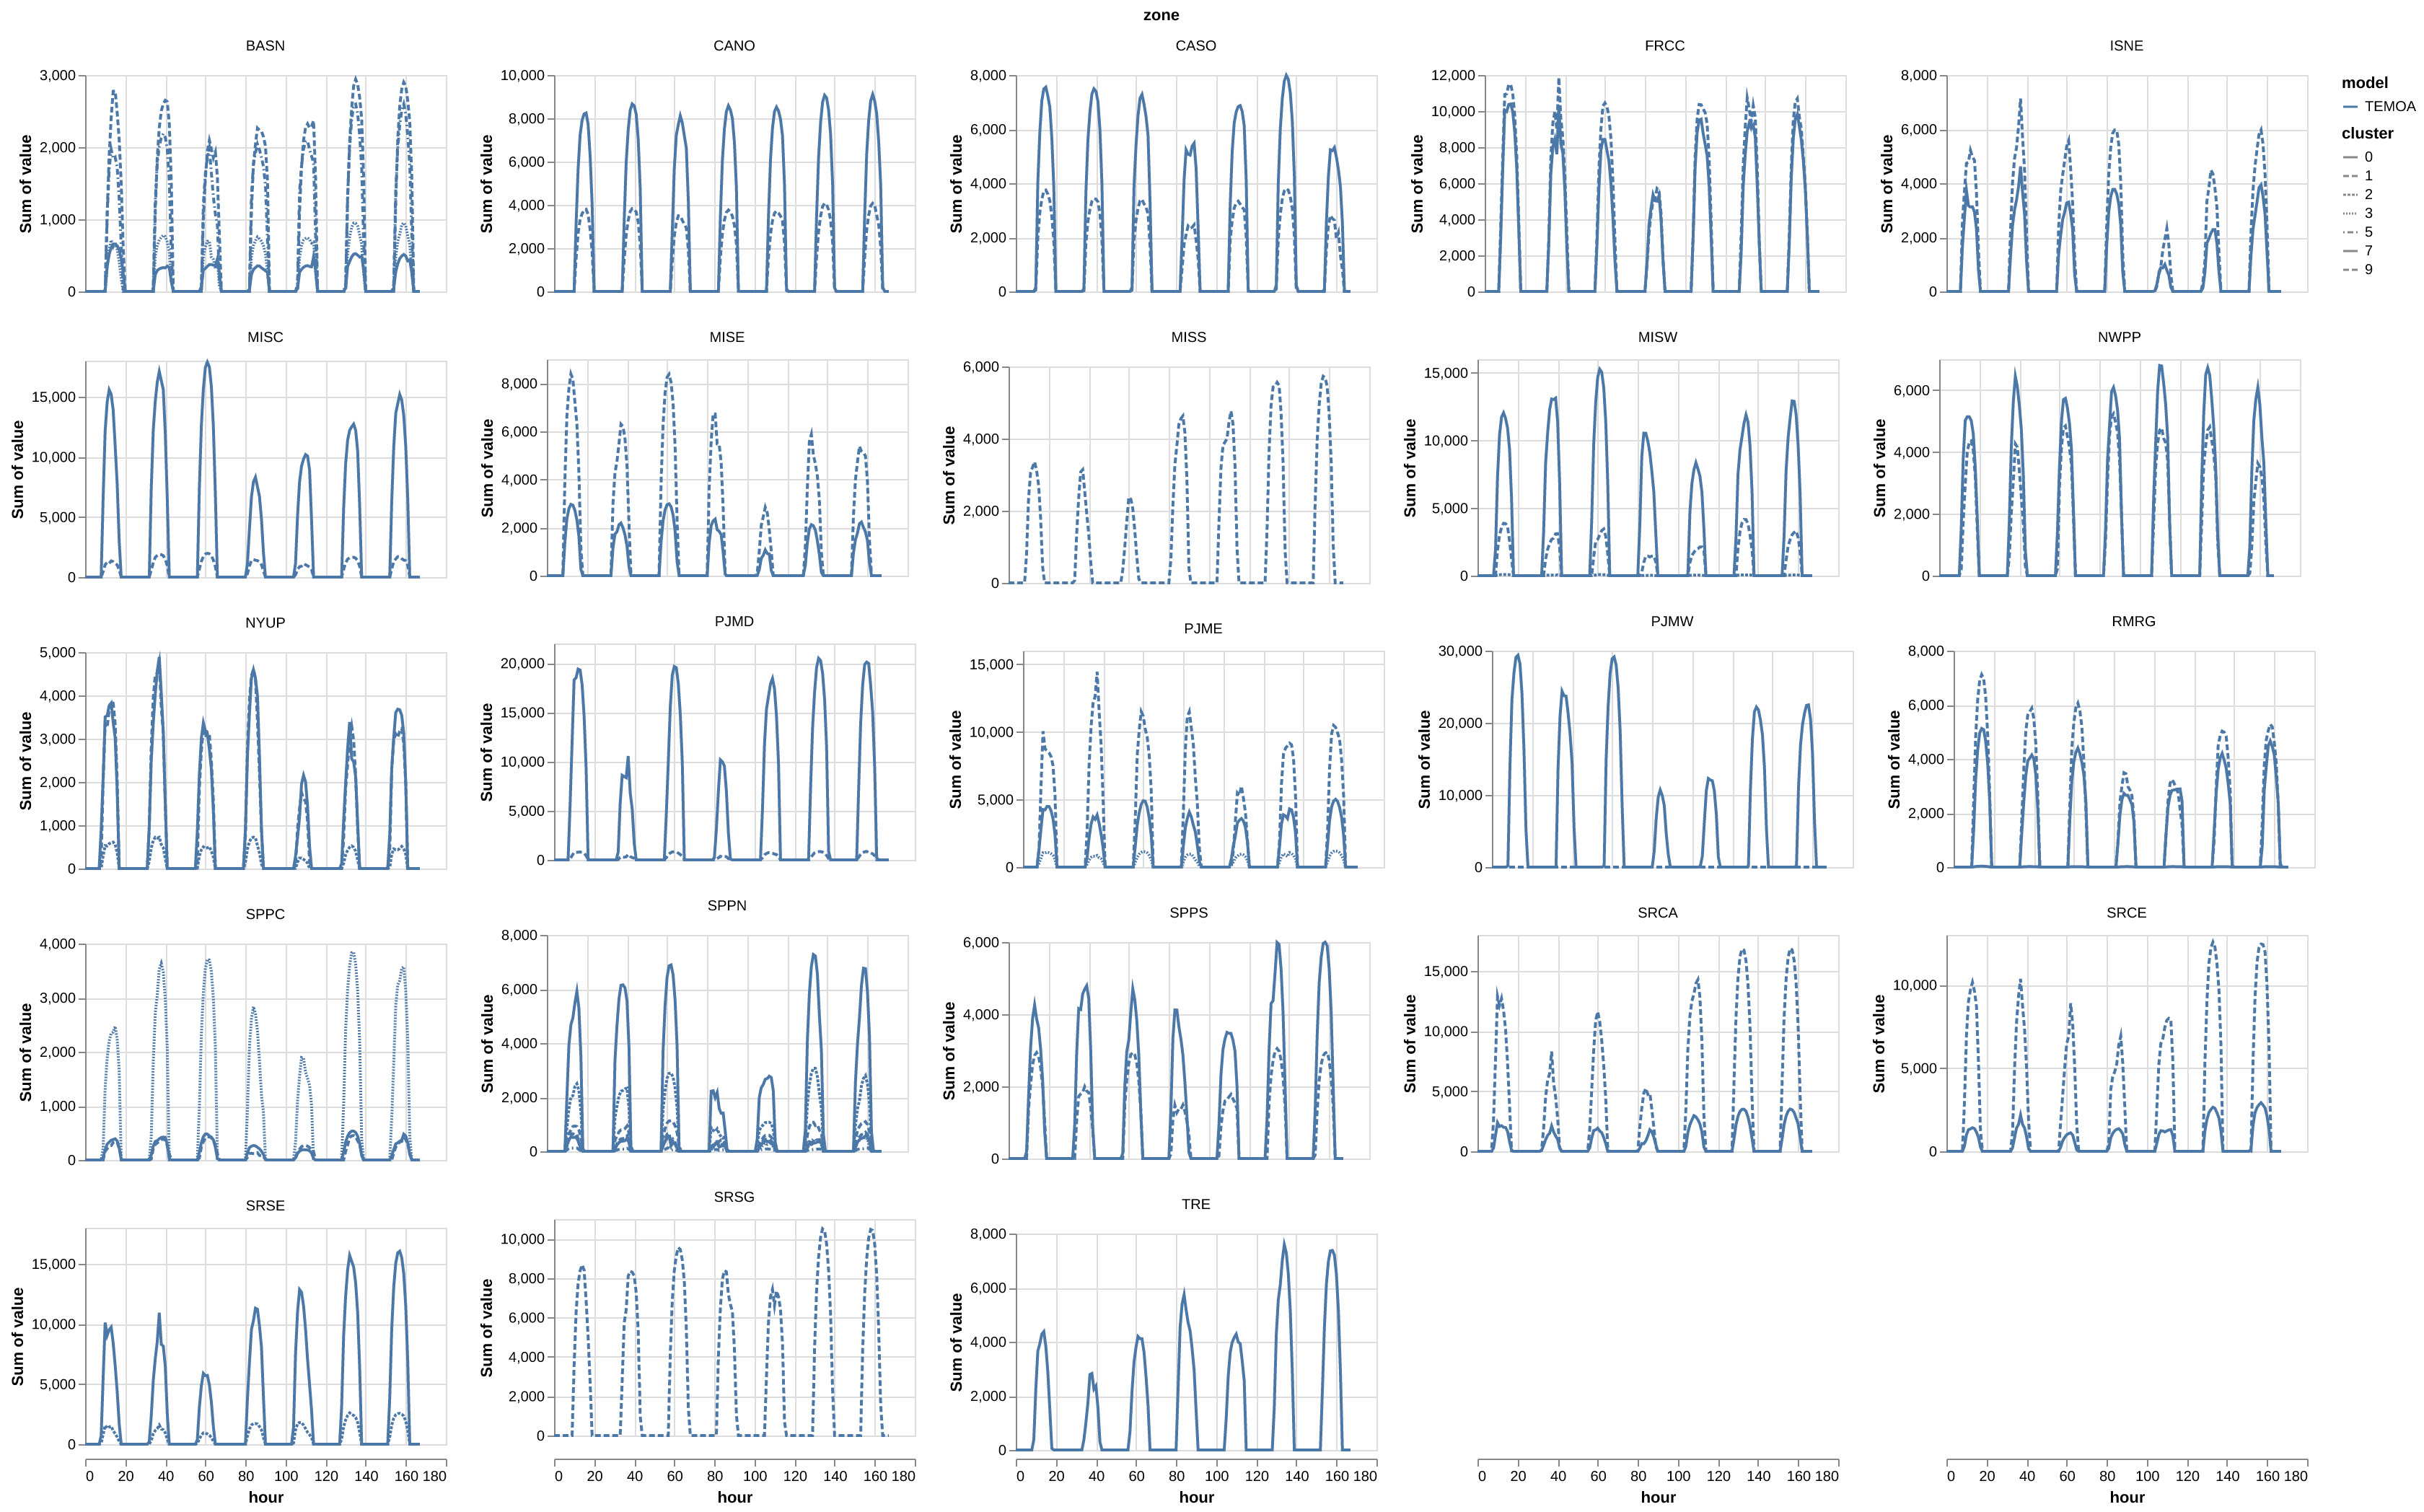 zone
BASN
CANO
CASO
FRCC
ISNE
3,000
2,000
1,000
0
Sum of value
10,000
8,000
6,000
4,000
2,000
0
Sum of value
8,000
6,000
4,000
2,000
0
Sum of value
12,000
10,000
8,000
6,000
4,000
2,000
0
Sum of value
8,000
6,000
4,000
2,000
0
Sum of value
model
TEMOA
cluster
0
1
2
3
5
7
9
MISC
MISE
MISS
MISW
NWPP
15,000
10,000
5,000
0
Sum of value
8,000
6,000
4,000
2,000
0
Sum of value
6,000
4,000
2,000
0
Sum of value
15,000
10,000
5,000
0
Sum of value
6,000
4,000
2,000
0
Sum of value
NYUP
PJMD
PJME
PJMW
RMRG
5,000
4,000
3,000
2,000
1,000
0
Sum of value
20,000
15,000
10,000
5,000
0
Sum of value
15,000
10,000
5,000
0
Sum of value
30,000
20,000
10,000
0
Sum of value
8,000
6,000
4,000
2,000
0
Sum of value
SPPC
SPPN
SPPS
SRCA
SRCE
4,000
3,000
2,000
1,000
0
Sum of value
8,000
6,000
4,000
2,000
0
Sum of value
6,000
4,000
2,000
0
Sum of value
15,000
10,000
5,000
0
Sum of value
10,000
5,000
0
Sum of value
SRSE
SRSG
TRE
15,000
10,000
5,000
0
Sum of value
10,000
8,000
6,000
4,000
2,000
0
Sum of value
8,000
6,000
4,000
2,000
0
Sum of value
0 20 40 60 80 100 120 140 160 180
hour
0 20 40 60 80 100 120 140 160 180
hour
0 20 40 60 80 100 120 140 160 180
hour
0 20 40 60 80 100 120 140 160 180
hour
0 20 40 60 80 100 120 140 160 180
hour